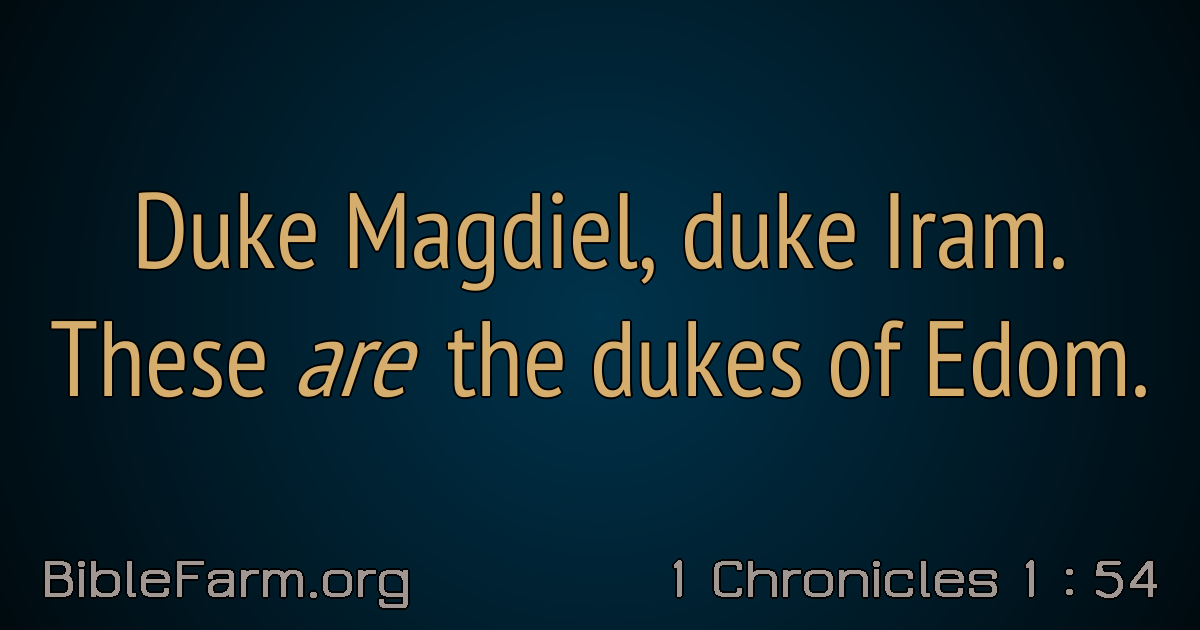 Duke Magdiel, duke Iram.
These are the dukes of Edom.
BibleFarm.org
1 Chronicles 1 : 54